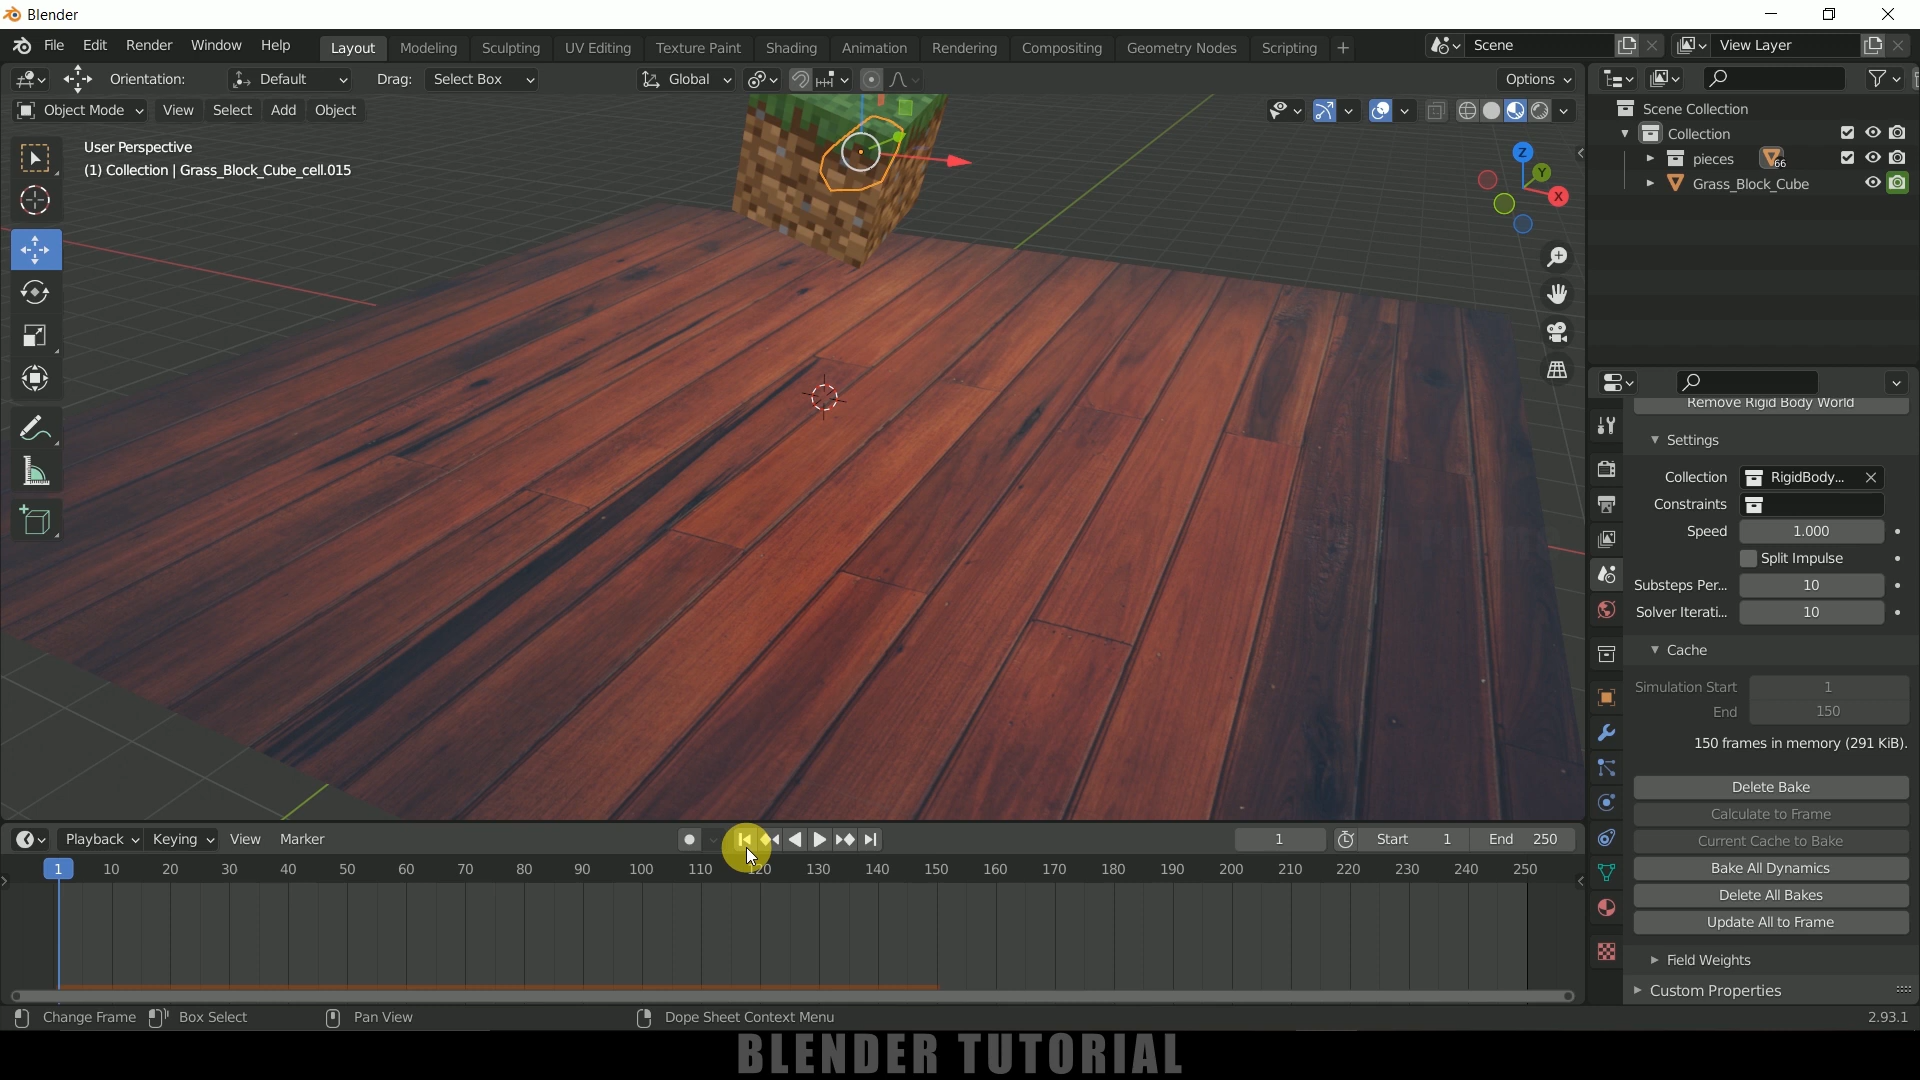 Blender
File Edit Render Window Help Layout Modeling Sculpting UV Editing Texture Paint Shading Animation Rendering Compositing Geometry Nodes Scripting + Scene View Layer
Orientation: Default Drag: Select Box Global Options
Object Mode View Select Add Object
User Perspective
(1) Collection | Grass_Block_Cube_cell.015
Z
Y
X
Scene Collection
Collection
pieces 66
Grass_Block_Cube
Remove Rigid Body World
Settings
Collection RigidBody...
Constraints
Speed 1.000
Split Impulse
Substeps Per... 10
Solver Iterati... 10
Cache
Simulation Start 1
End 150
150 frames in memory (291 KiB).
Delete Bake
Calculate to Frame
Current Cache to Bake
Bake All Dynamics
Delete All Bakes
Update All to Frame
Field Weights
Custom Properties
Playback Keying View Marker 1 Start 1 End 250
1 10 20 30 40 50 60 70 80 90 100 110 120 130 140 150 160 170 180 190 200 210 220 230 240 250
Change Frame Box Select Pan View Dope Sheet Context Menu 2.93.1
BLENDER TUTORIAL